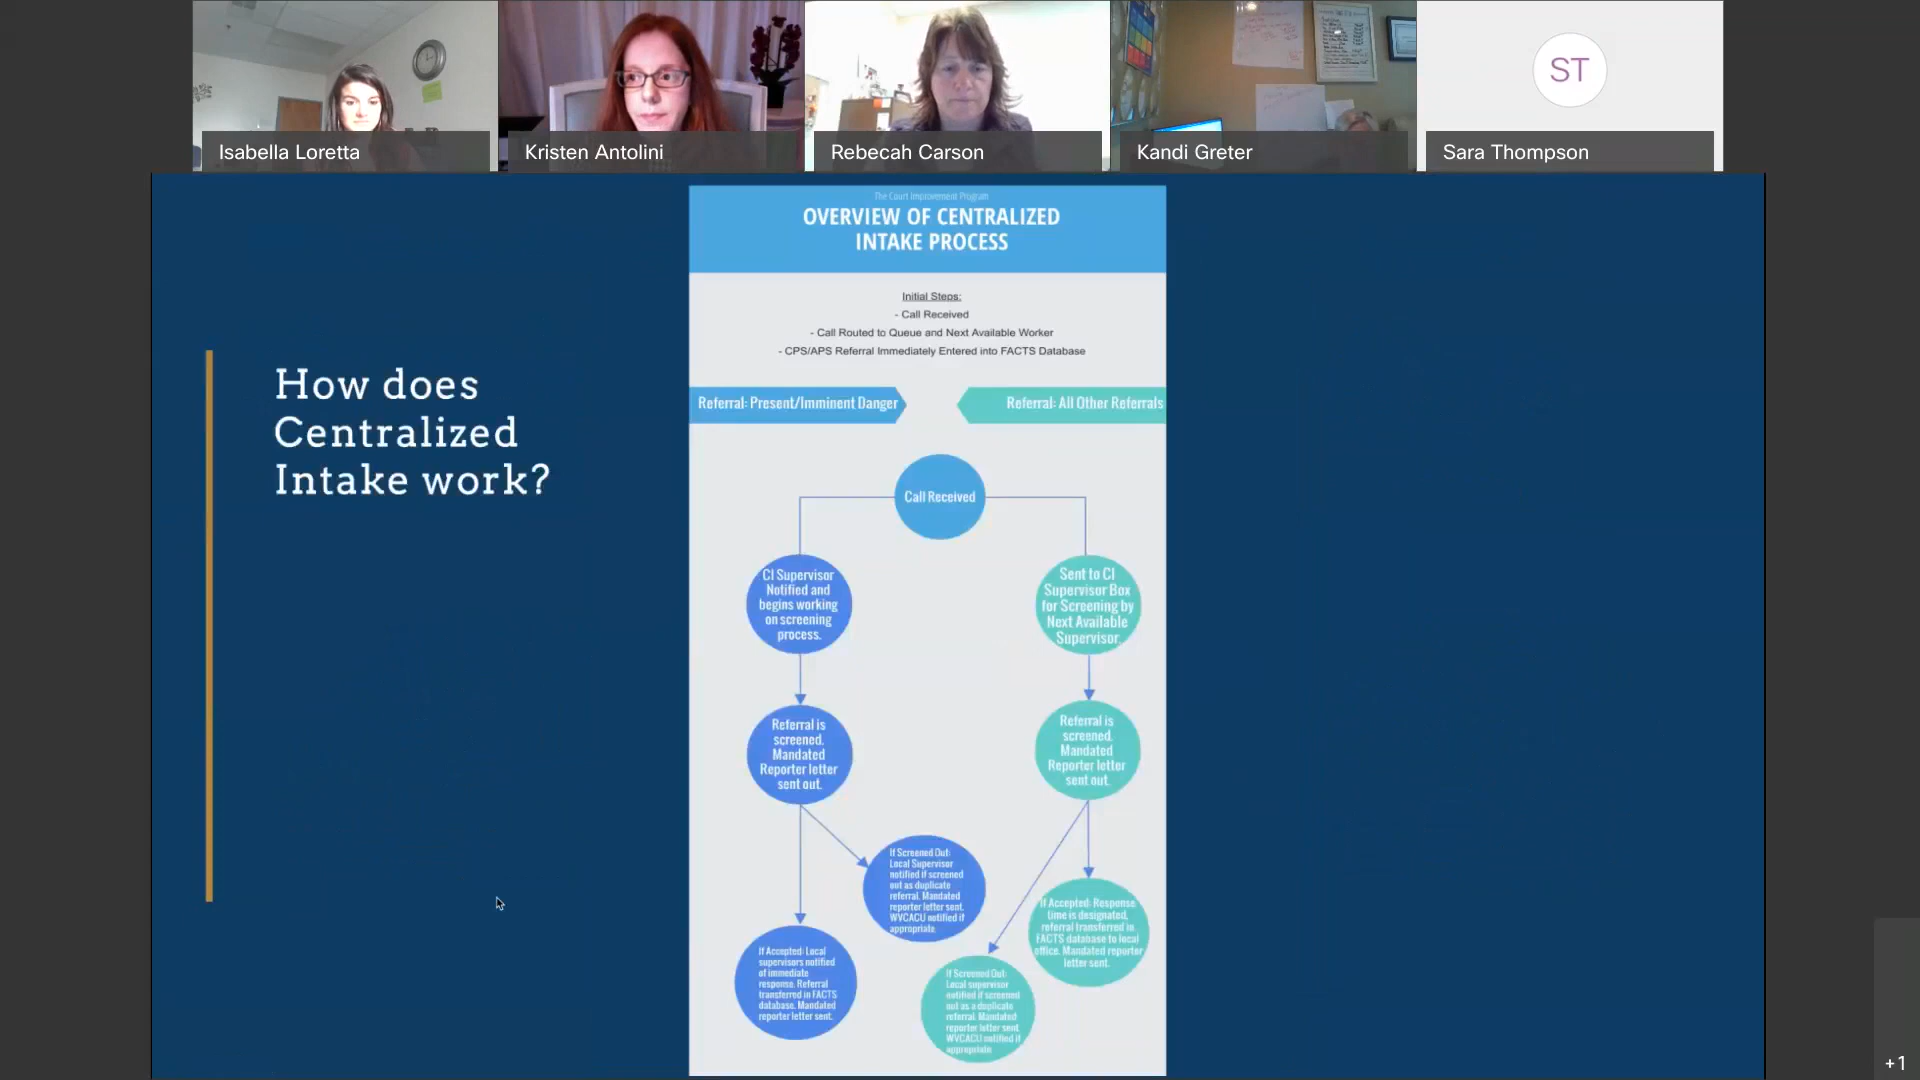 Isabella Loretta
Kristen Antolini
Rebecah Carson
Kandi Greter
ST
Sara Thompson
How does
Centralized
Intake work?
The Court Improvement Program
OVERVIEW OF CENTRALIZED
INTAKE PROCESS
Initial Steps:
- Call Received
- Call Routed to Queue and Next Available Worker
- CPS/APS Referral Immediately Entered into FACTS Database
Referral: Present/Imminent Danger
Referral: All Other Referrals
Call Received
CI Supervisor
Notified and
begins working
on screening
process.
Sent to CI
Supervisor Box
for Screening by
Next Available
Supervisor
Referral is
screened.
Mandated
Reporter letter
sent out.
Referral is
screened.
Mandated
Reporter letter
sent out.
If Screened Out:
Local Supervisor
notified if screened
out as duplicate
referral. Mandated
reporter letter sent.
WVCACU notified if
appropriate
If Accepted: Response
time is designated,
referral transferred in
FACTS database to local
office. Mandated reporter
letter sent.
If Accepted: Local
supervisors notified
of immediate
response. Referral
transferred in FACTS
database. Mandated
reporter letter sent.
If Screened Out:
Local supervisor
notified if screened
out as a duplicate
referral. Mandated
reporter letter sent
WVCACU notified if
appropriate
+1